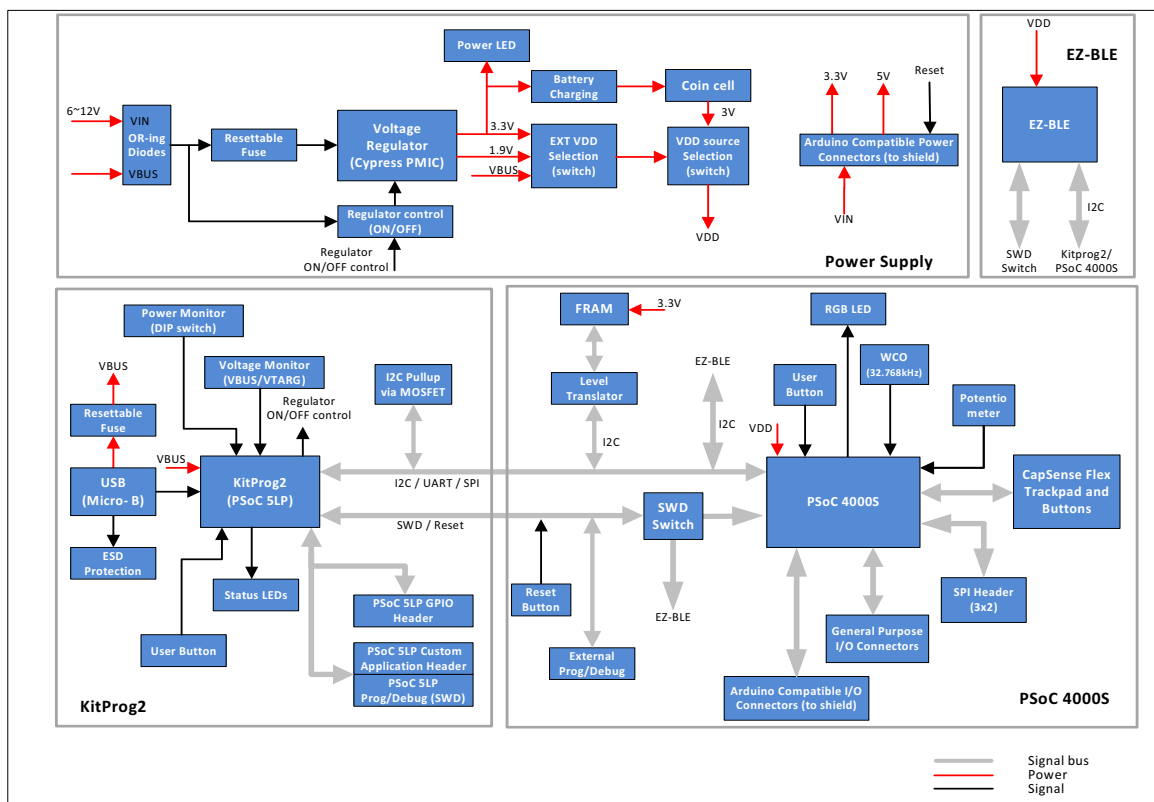 Power LED
Battery
Charging
Coin cell
6~12V
VIN
OR-ing
Diodes
VBUS
Resettable
Fuse
Voltage
Regulator
(Cypress PMIC)
3.3V
1.9V
VBUS
EXT VDD
Selection
(switch)
3V
VDD source
Selection
(switch)
VDD
Regulator control
(ON/OFF)
Regulator
ON/OFF control
3.3V
5V
Reset
Arduino Compatible Power
Connectors (to shield)
VIN
Power Supply
VDD
EZ-BLE
EZ-BLE
I2C
SWD
Switch
Kitprog2/
PSoC 4000S
Power Monitor
(DIP switch)
Voltage Monitor
(VBUS/VTARG)
VBUS
Resettable
Fuse
Regulator
ON/OFF control
I2C Pullup
via MOSFET
VBUS
USB
(Micro- B)
KitProg2
(PSoC 5LP)
I2C / UART / SPI
SWD / Reset
ESD
Protection
Status LEDs
User Button
PSoC 5LP GPIO
Header
PSoC 5LP Custom
Application Header
PSoC 5LP
Prog/Debug (SWD)
KitProg2
FRAM
3.3V
Level
Translator
I2C
EZ-BLE
I2C
RGB LED
User
Button
WCO
(32.768kHz)
Potentio
meter
VDD
PSoC 4000S
CapSense Flex
Trackpad and
Buttons
SWD
Switch
EZ-BLE
Reset
Button
External
Prog/Debug
SPI Header
(3x2)
General Purpose
I/O Connectors
Arduino Compatible I/O
Connectors (to shield)
PSoC 4000S
Signal bus
Power
Signal